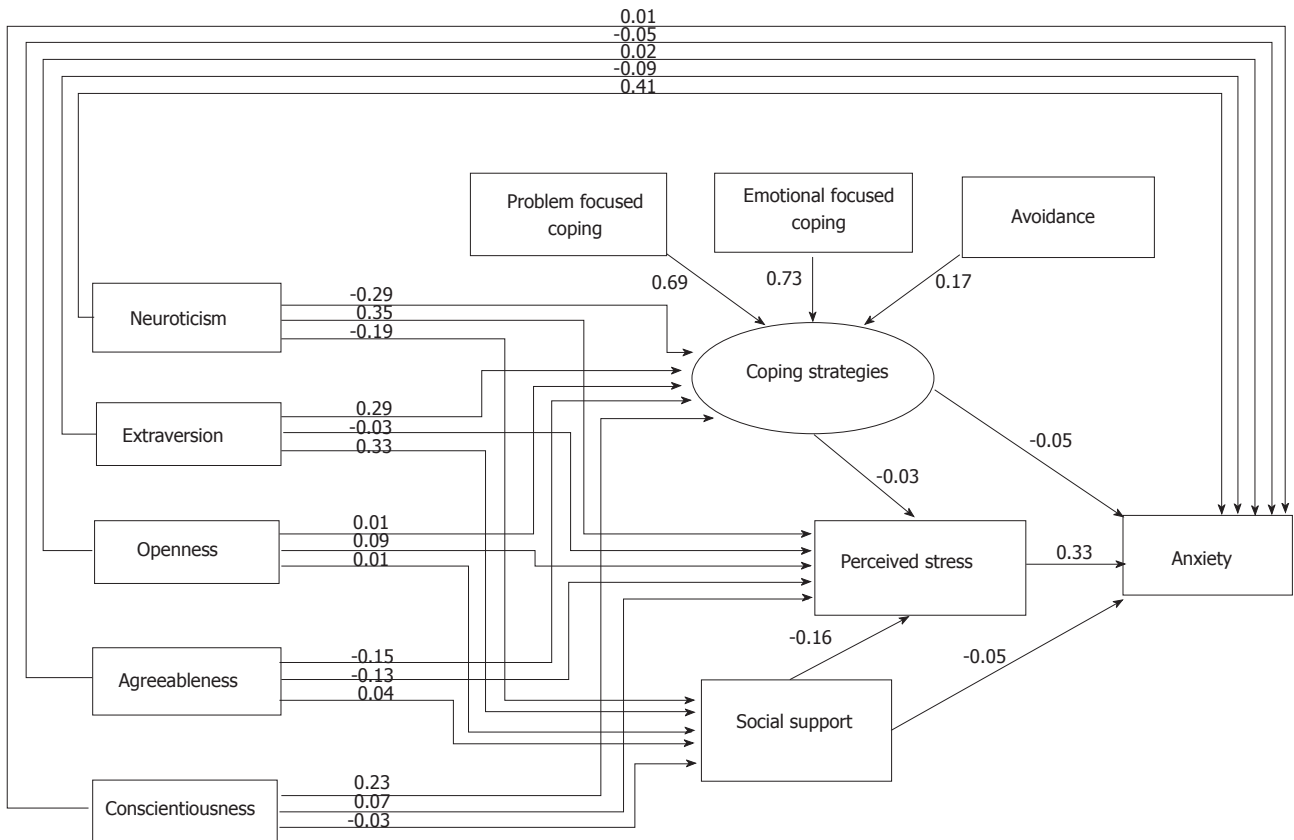 0.01
-0.05
0.02
-0.09
0.41
Problem focused
coping
Emotional focused
coping
Avoidance
0.69
0.73
0.17
Neuroticism
-0.29
0.35
-0.19
Coping strategies
Extraversion
0.29
-0.03
0.33
-0.05
-0.03
Openness
0.01
0.09
0.01
Perceived stress
0.33
Anxiety
-0.16
-0.05
Agreeableness
-0.15
-0.13
0.04
Social support
Conscientiousness
0.23
0.07
-0.03